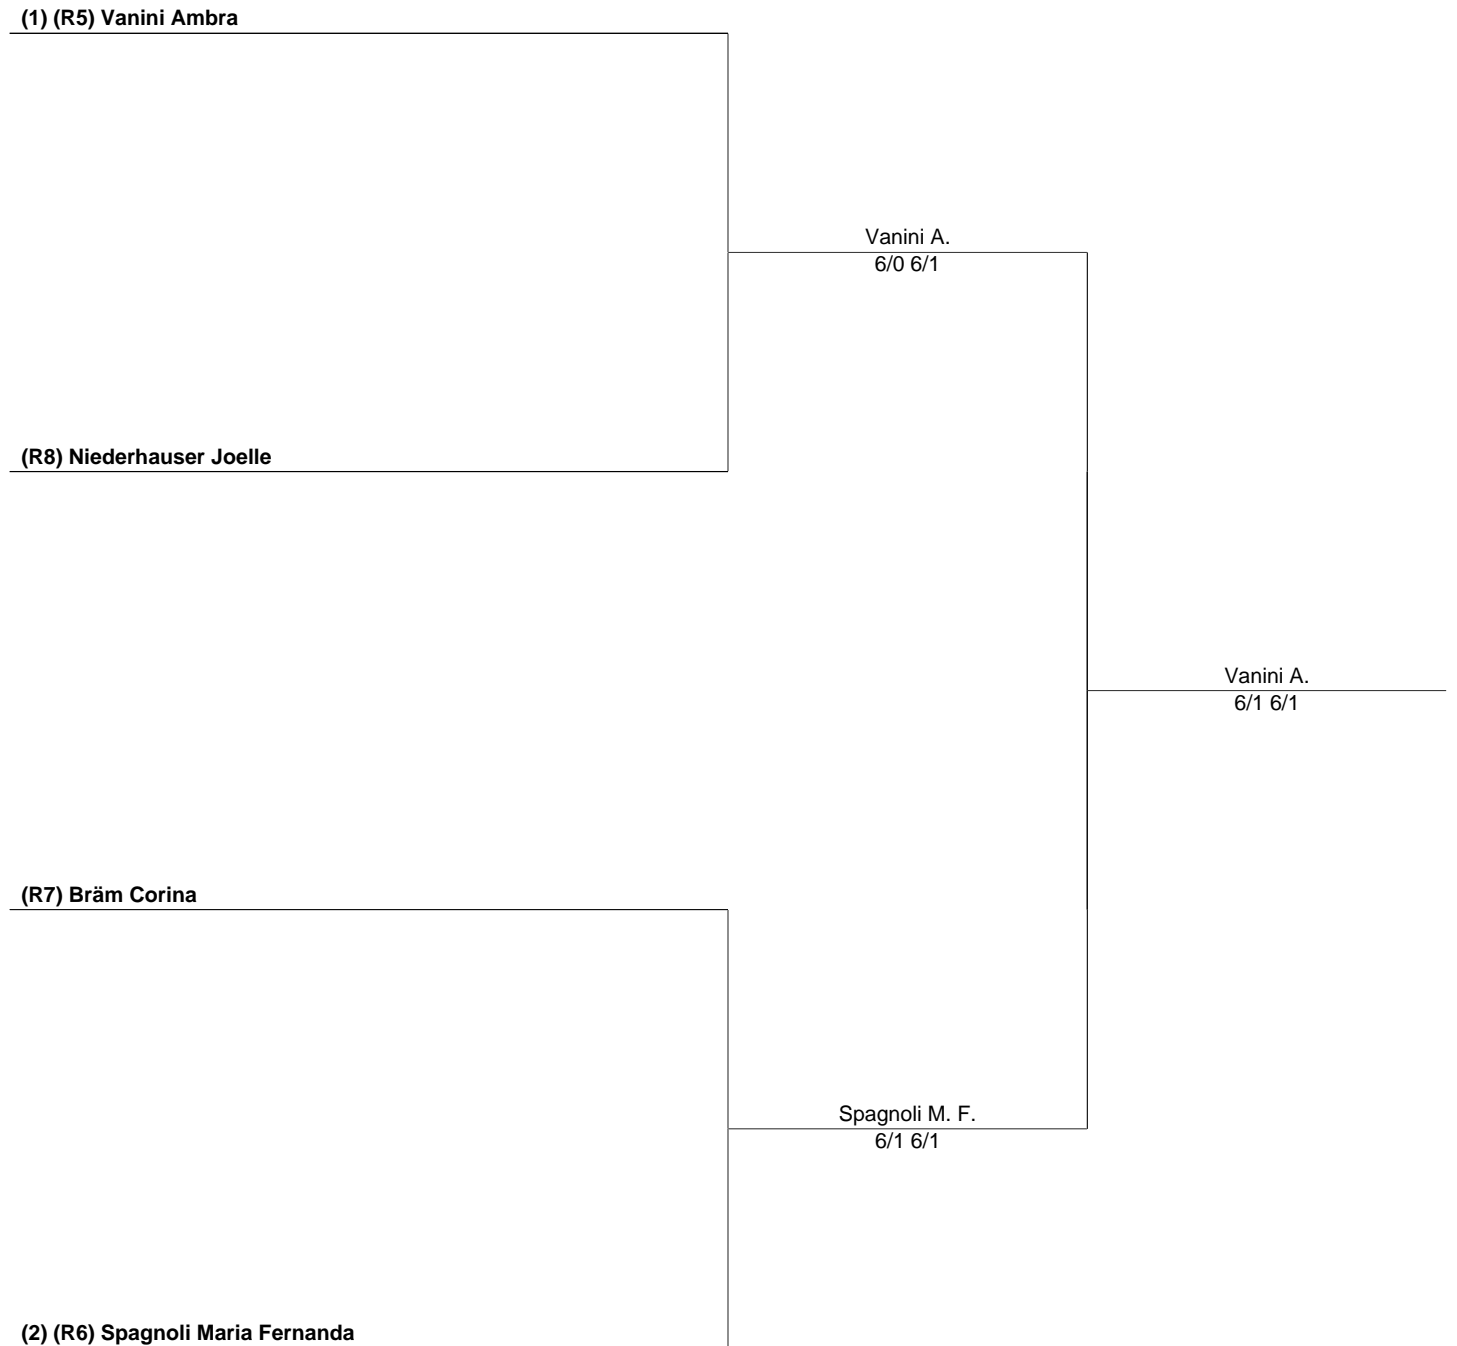 (1) (R5) Vanini Ambra
Vanini A.
6/0 6/1
(R8) Niederhauser Joelle
Vanini A.
6/1 6/1
(R7) Bräm Corina
Spagnoli M. F.
6/1 6/1
(2) (R6) Spagnoli Maria Fernanda